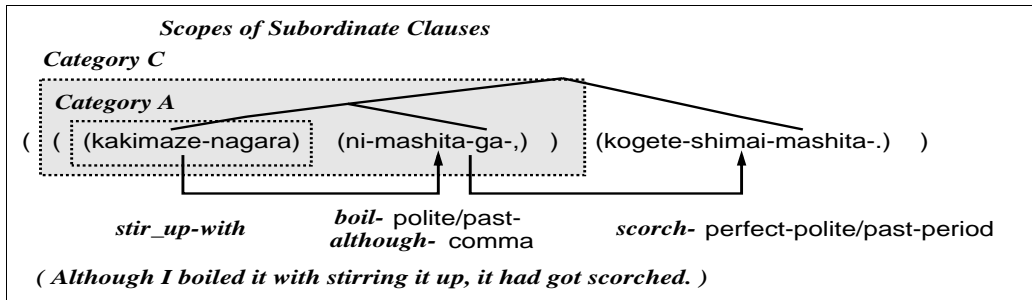 Scopes of Subordinate Clauses
Category C
Category A
( ( (kakimaze-nagara) (ni-mashita-ga-,) ) (kogete-shimai-mashita-.) )
stir_up-with boil- polite/past- scorch- perfect-polite/past-period
although- comma
( Although I boiled it with stirring it up, it had got scorched. )